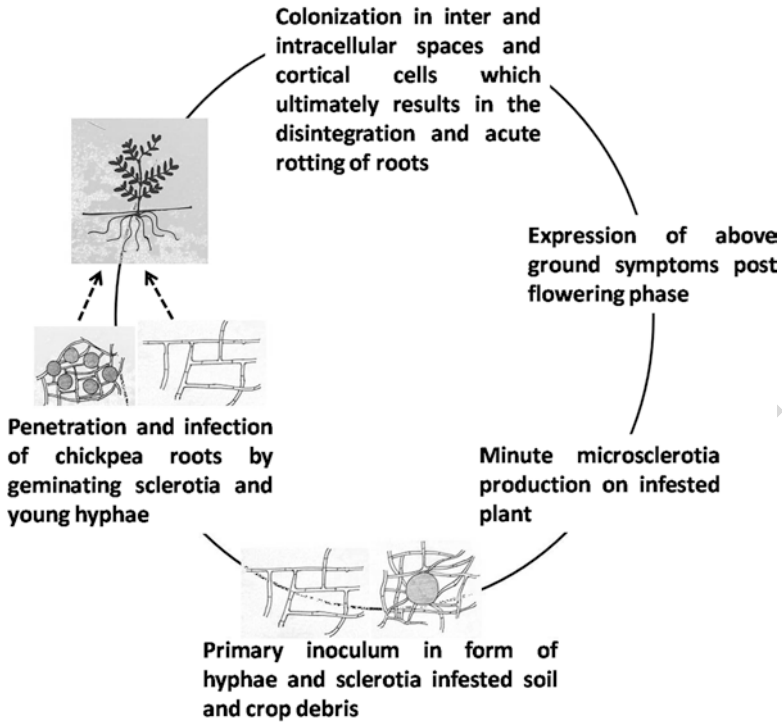 Colonization in inter and
intracellular spaces and
cortical cells which
ultimately results in the
disintegration and acute
rotting of roots
Expression of above
ground symptoms post
flowering phase
Minute microsclerotia
production on infested
plant
Primary inoculum in form of
hyphae and sclerotia infested soil
and crop debris
Penetration and infection
of chickpea roots by
geminating sclerotia and
young hyphae